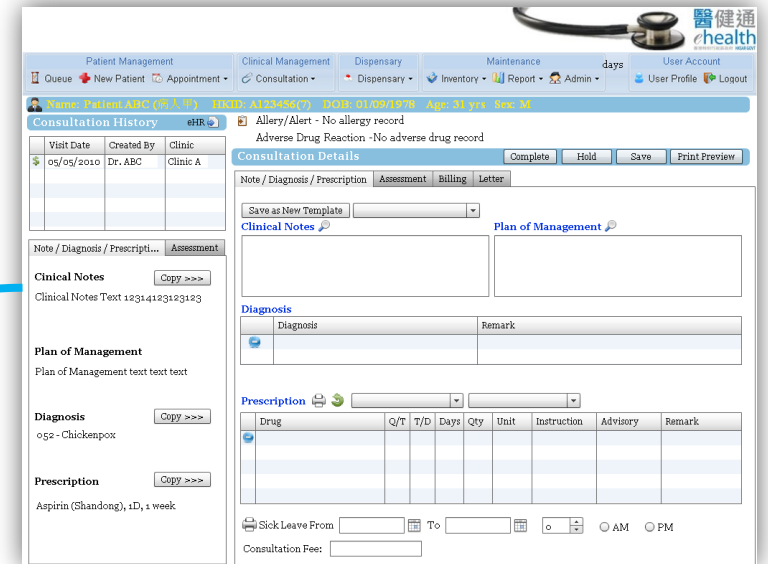 醫健通
ehealth
Patient Management
Clinical Management
Dispensary
Maintenance
days
User Account
Queue
New Patient
Appointment
Consultation
Dispensary
Inventory
Report
Admin
User Profile
Logout
Name: Patient ABC (病人甲) HKID: A123456(7) DOB: 01/09/1978 Age: 31 yrs Sex: M
Consultation History
eHR
Visit Date Created By Clinic
$ 05/05/2010 Dr. ABC Clinic A
Note / Diagnosis / Prescripti... Assessment
Cinical Notes
Copy >>>
Clinical Notes Text 12314123123123
Plan of Management
Plan of Management text text text
Diagnosis
Copy >>>
052 - Chickenpox
Prescription
Copy >>>
Aspirin (Shandong), 1D, 1 week
Allery/Alert - No allergy record
Adverse Drug Reaction -No adverse drug record
Consultation Details
Complete
Hold
Save
Print Preview
Note / Diagnosis / Prescription Assessment Billing Letter
Save as New Template
Clinical Notes
Plan of Management
Diagnosis
Diagnosis Remark
Prescription
Drug Q/T T/D Days Qty Unit Instruction Advisory Remark
Sick Leave From
To
0
AM
PM
Consultation Fee: